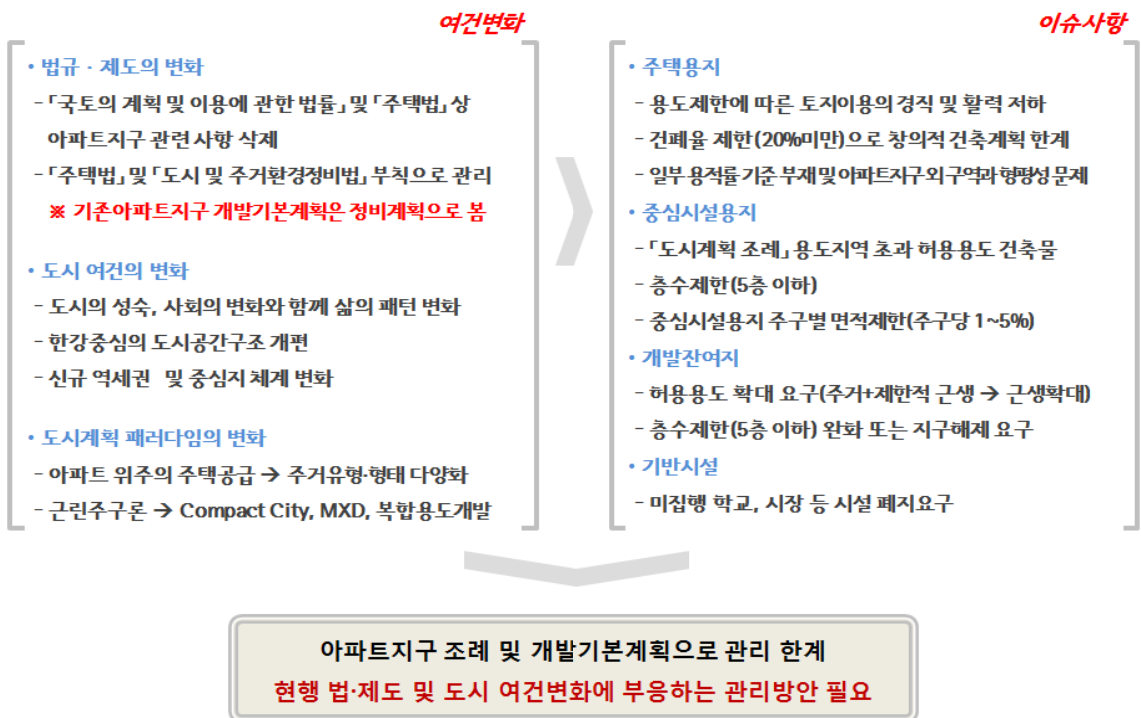 여건변화
• 법규 · 제도의 변화
- 「국토의 계획 및 이용에 관한 법률」 및 「주택법」 상
아파트지구 관련 사항 삭제
- 「주택법」 및 「도시 및 주거환경정비법」 부칙으로 관리
※ 기존아파트지구 개발기본계획은 정비계획으로 봄
• 도시 여건의 변화
- 도시의 성숙, 사회의 변화와 함께 삶의 패턴 변화
- 한강중심의 도시공간구조 개편
- 신규 역세권 및 중심지 체계 변화
• 도시계획 패러다임의 변화
- 아파트 위주의 주택공급 → 주거유형·형태 다양화
- 근린주구론 → Compact City, MXD, 복합용도개발
이슈사항
• 주택용지
- 용도제한에 따른 토지이용의 경직 및 활력 저하
- 건폐율 제한(20%미만)으로 창의적 건축계획 한계
- 일부 용적률 기준 부재 및 아파트지구 외 구역과 형평성 문제
• 중심시설용지
- 「도시계획 조례」 용도지역 초과 허용용도 건축물
- 층수제한(5층 이하)
- 중심시설용지 주구별 면적제한(주구당 1~5%)
• 개발잔여지
- 허용용도 확대 요구(주거+제한적 근생 → 근생확대)
- 층수제한(5층 이하) 완화 또는 지구해제 요구
• 기반시설
- 미집행 학교, 시장 등 시설 폐지요구
아파트지구 조례 및 개발기본계획으로 관리 한계
현행 법·제도 및 도시 여건변화에 부응하는 관리방안 필요